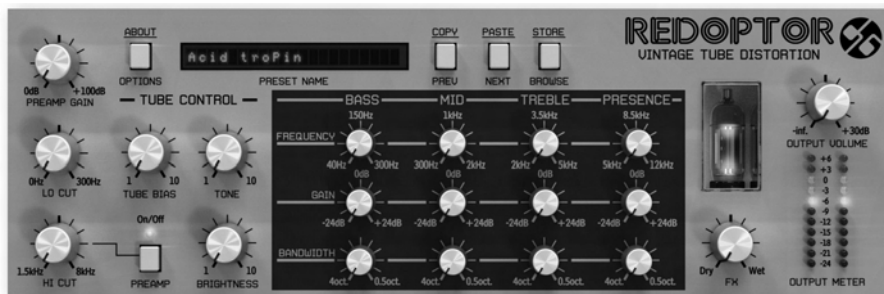 ABOUT
OPTIONS
Acid troPin
PRESET NAME
COPY PASTE STORE
PREV NEXT BROWSE
REDOPTOR
VINTAGE TUBE DISTORTION
0dB +100dB
PREAMP GAIN
TUBE CONTROL
0Hz 300Hz
LO CUT
1 10
TUBE BIAS
1 10
TONE
1.5kHz 8kHz
HI CUT
On/Off
PREAMP
1 10
BRIGHTNESS
BASS MID TREBLE PRESENCE
150Hz 1kHz 3.5kHz 8.5kHz
FREQUENCY
40Hz 300Hz 300Hz 2kHz 2kHz 5kHz 5kHz 12kHz
0dB 0dB 0dB 0dB
GAIN
-24dB +24dB -24dB +24dB -24dB +24dB -24dB +24dB
BANDWIDTH
4oct. 0.5oct. 4oct. 0.5oct. 4oct. 0.5oct. 4oct. 0.5oct.
Dry Wet
FX
-inf. +30dB
OUTPUT VOLUME
+6
+3
0
-3
-6
-9
-12
-15
-18
-21
-24
OUTPUT METER